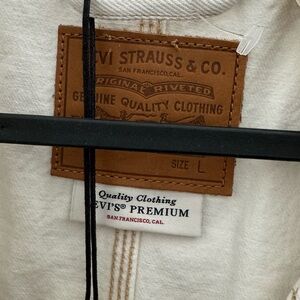 EVI STRAUSS & CO.
SAN FRANCISCO, CAL.
ORIGINAL RIVETED
GENUINE QUALITY CLOTHING
SIZE L
Quality Clothing
EVI'S® PREMIUM
SAN FRANCISCO, CAL.